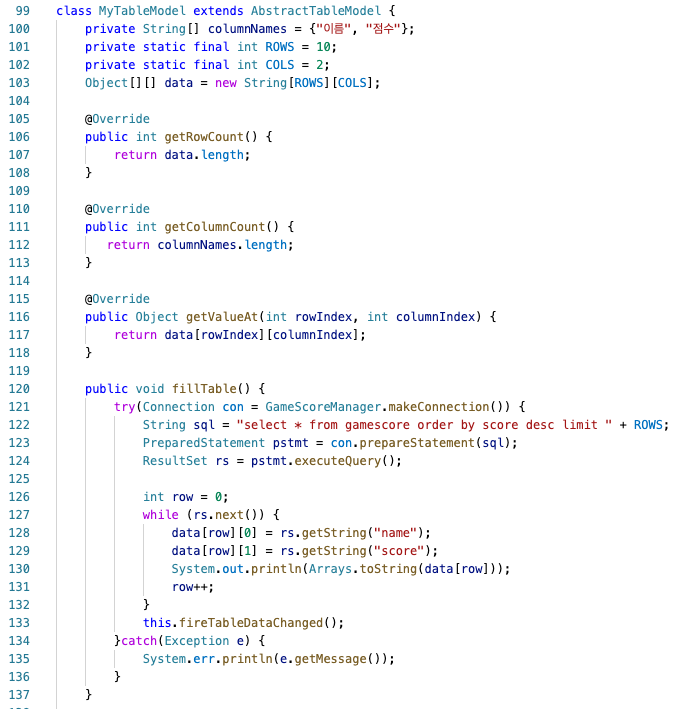 99 class MyTableModel extends AbstractTableModel {
100     private String[] columnNames = {"이름", "점수"};
101     private static final int ROWS = 10;
102     private static final int COLS = 2;
103     Object[][] data = new String[ROWS][COLS];
104
105     @Override
106     public int getRowCount() {
107         return data.length;
108     }
109
110     @Override
111     public int getColumnCount() {
112        return columnNames.length;
113     }
114
115     @Override
116     public Object getValueAt(int rowIndex, int columnIndex) {
117         return data[rowIndex][columnIndex];
118     }
119
120     public void fillTable() {
121         try(Connection con = GameScoreManager.makeConnection()) {
122             String sql = "select * from gamescore order by score desc limit " + ROWS;
123             PreparedStatement pstmt = con.prepareStatement(sql);
124             ResultSet rs = pstmt.executeQuery();
125
126             int row = 0;
127             while (rs.next()) {
128                 data[row][0] = rs.getString("name");
129                 data[row][1] = rs.getString("score");
130                 System.out.println(Arrays.toString(data[row]));
131                 row++;
132             }
133             this.fireTableDataChanged();
134         }catch(Exception e) {
135             System.err.println(e.getMessage());
136         }
137     }